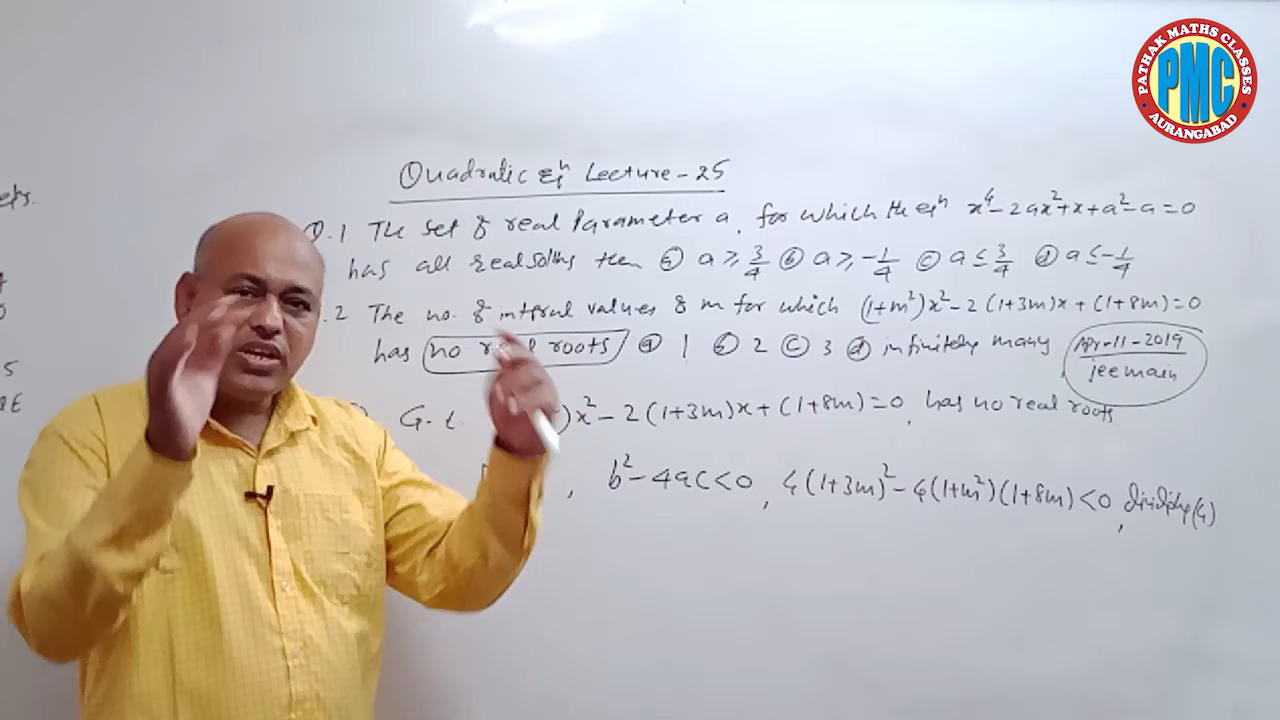 PATHAK MATHS CLASSES
PMC
AURANGABAD
Quadratic Eqⁿ Lecture - 25
Q.1 The set of real Parameter a, for which the eqⁿ x⁴ - 2ax² + x + a² - a = 0
has all real solⁿs then ⓐ a ≥ 3/4 ⓑ a ≥ -1/4 ⓒ a ≤ 3/4 ⓓ a ≤ -1/4
.2 The no. of integral values of m for which (1+m²)x² - 2(1+3m)x + (1+8m) = 0
has no real roots ⓐ 1 ⓑ 2 ⓒ 3 ⓓ infinitely many
Apr-11-2019
jee main
G.t. )x² - 2(1+3m)x + (1+8m) = 0, has no real roots
, b² - 4ac < 0, 4(1+3m)² - 4(1+m²)(1+8m) < 0, (4)